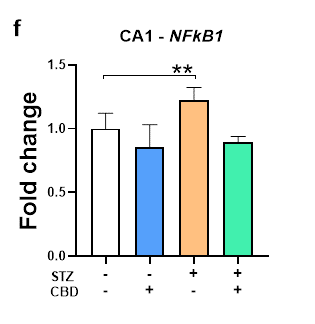 f
CA1 - NFkB1
**
Fold change
1.5
1.0
0.5
0.0
STZ - - + +
CBD - + - +